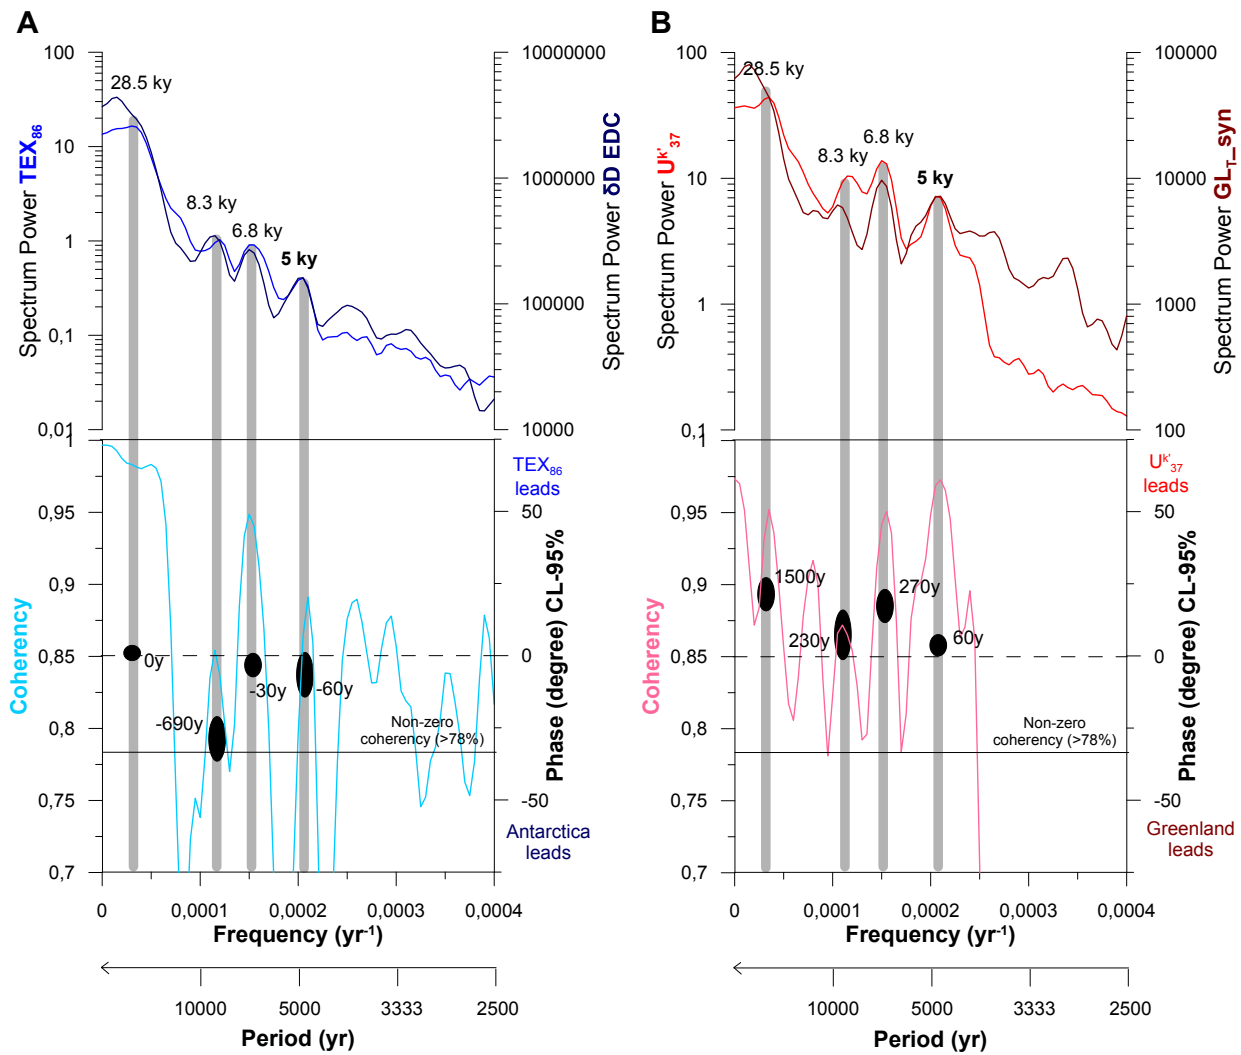 A
100
10
1
0,1
0,01
Spectrum Power TEX86
28.5 ky
8.3 ky
6.8 ky
5 ky
10000000
1000000
100000
10000
Spectrum Power δD EDC
1
0,95
0,9
0,85
0,8
0,75
0,7
Coherency
0y
-690y
-30y
-60y
Non-zero
coherency (>78%)
TEX86
leads
50
0
-50
Phase (degree) CL-95%
Antarctica
leads
0
0,0001
0,0002
0,0003
0,0004
Frequency (yr-1)
10000
5000
3333
2500
Period (yr)
B
100
10
1
0,1
Spectrum Power Uk'37
28.5 ky
8.3 ky
6.8 ky
5 ky
100000
10000
1000
100
Spectrum Power GLT_syn
1
0,95
0,9
0,85
0,8
0,75
0,7
Coherency
1500y
230y
270y
60y
Non-zero
coherency (>78%)
Uk'37
leads
50
0
-50
Phase (degree) CL-95%
Greenland
leads
0
0,0001
0,0002
0,0003
0,0004
Frequency (yr-1)
10000
5000
3333
2500
Period (yr)